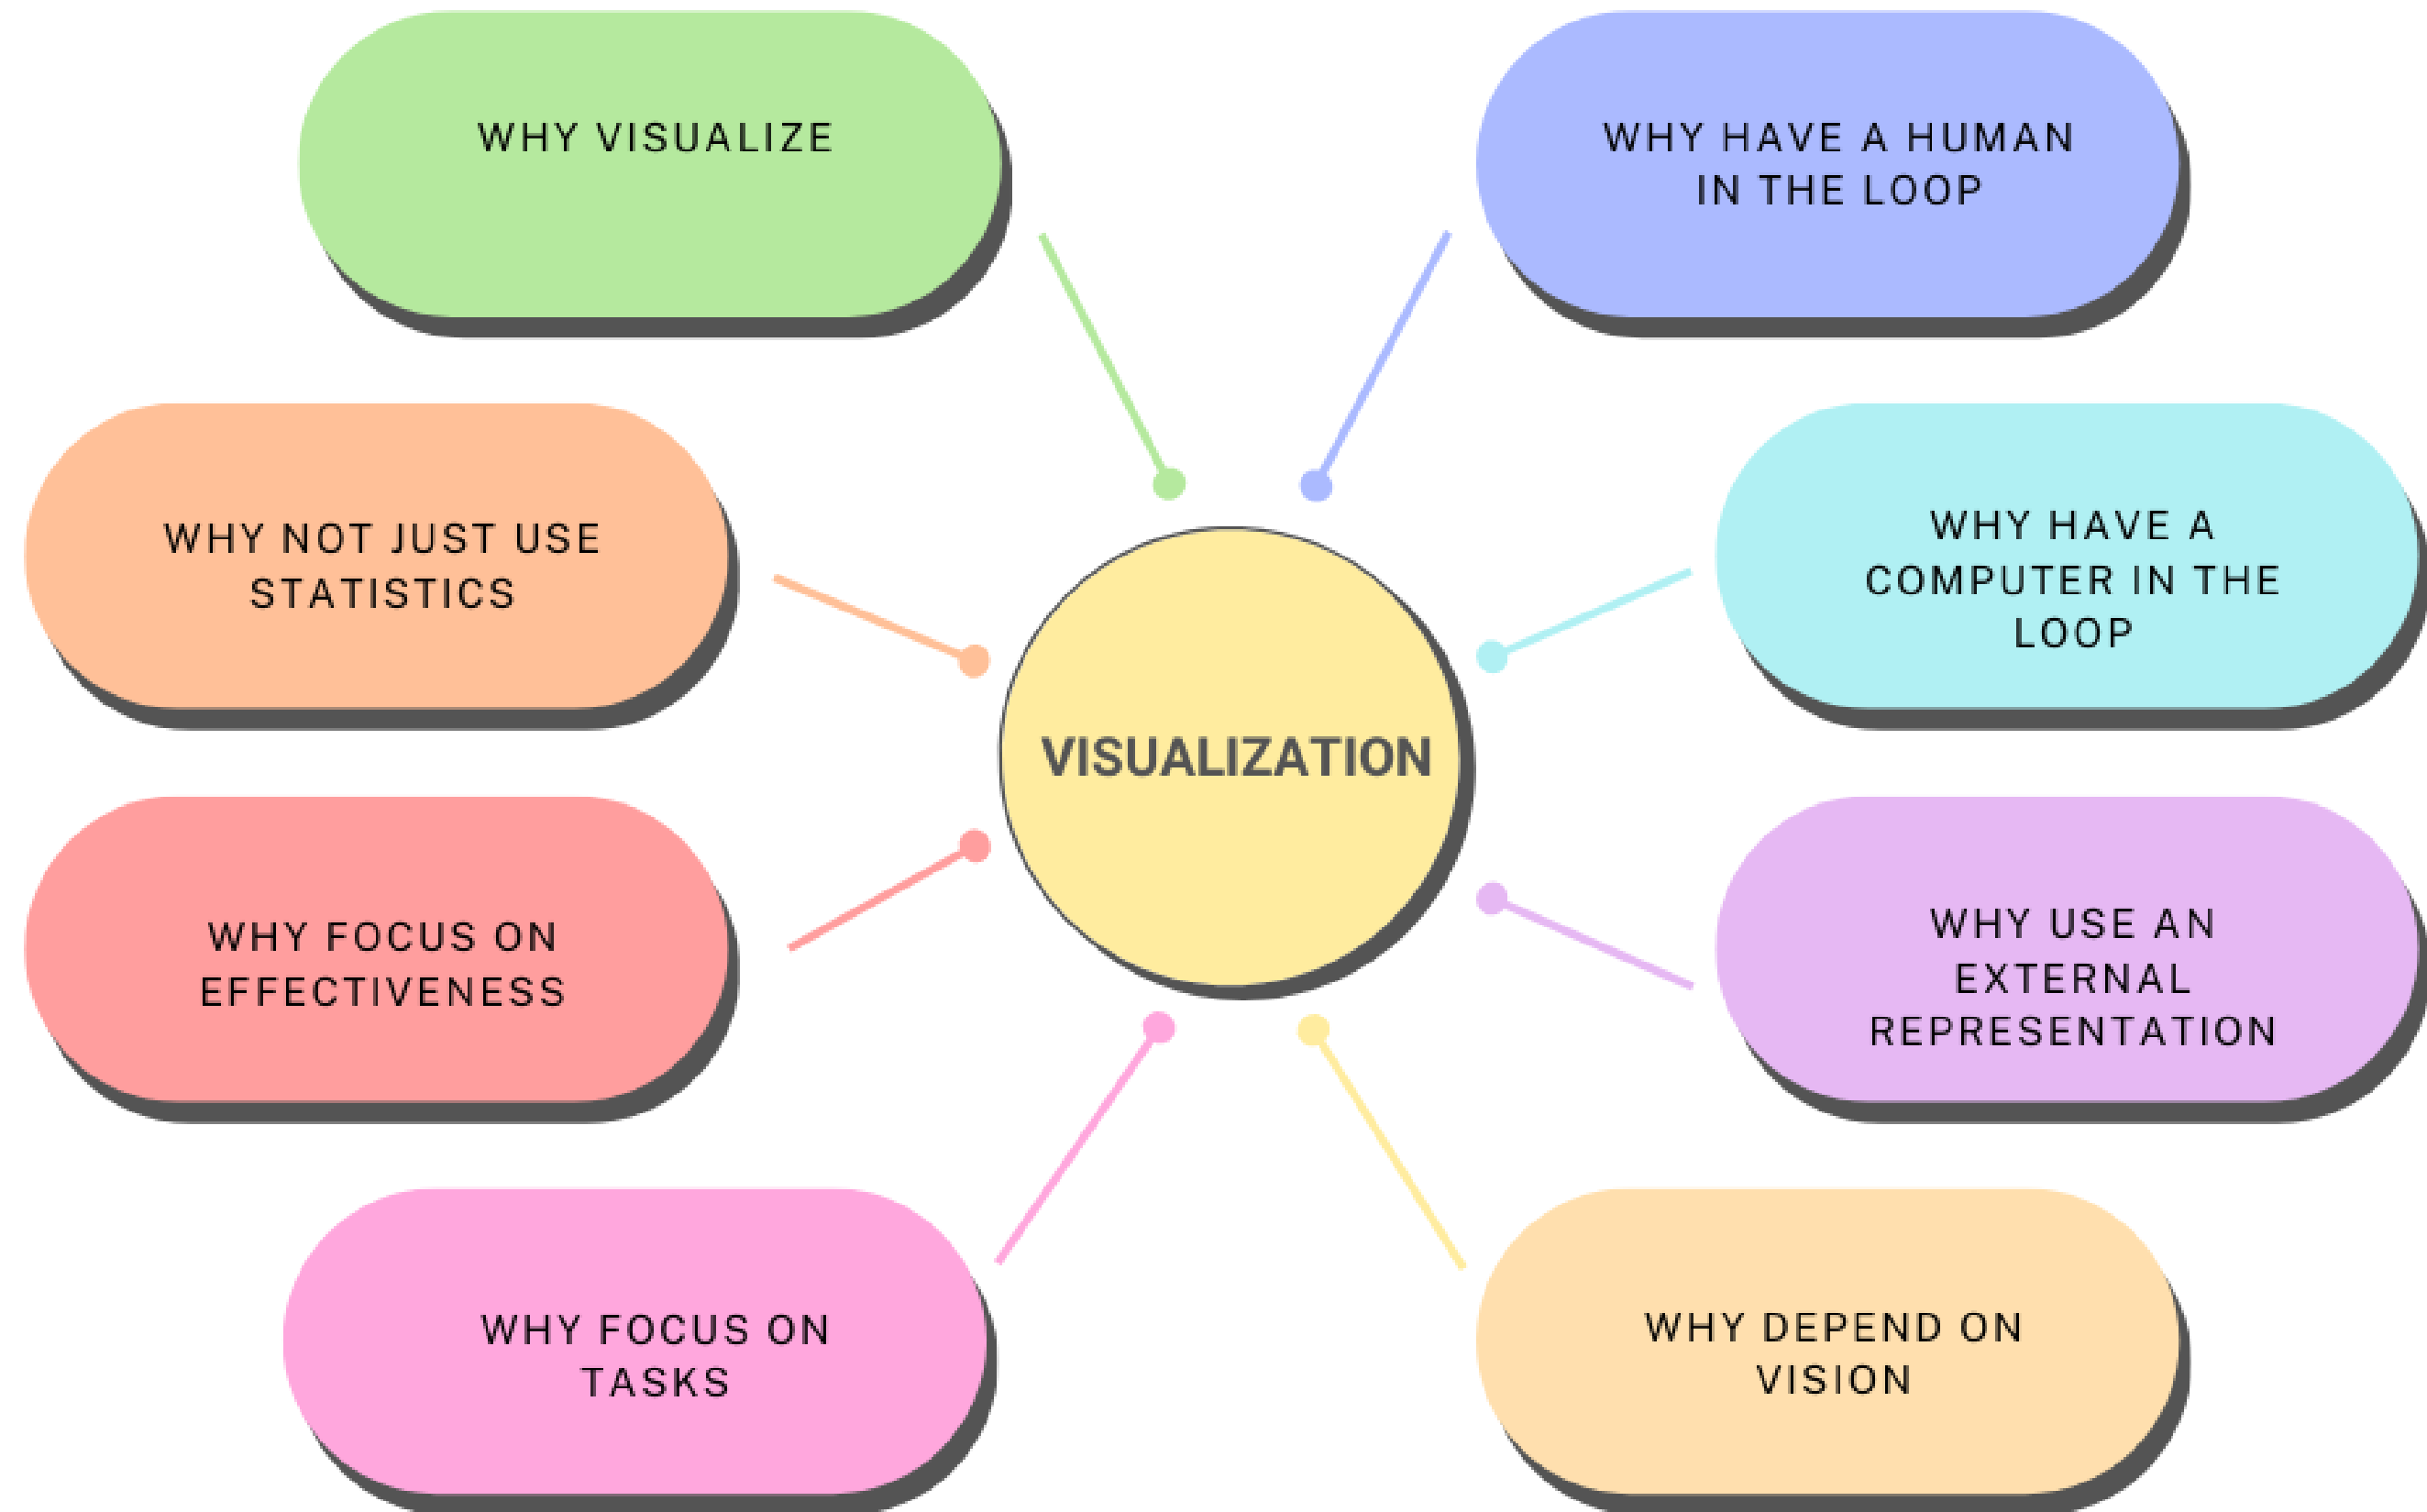 WHY VISUALIZE
WHY HAVE A HUMAN
IN THE LOOP
WHY NOT JUST USE
STATISTICS
WHY HAVE A
COMPUTER IN THE
LOOP
VISUALIZATION
WHY FOCUS ON
EFFECTIVENESS
WHY USE AN
EXTERNAL
REPRESENTATION
WHY FOCUS ON
TASKS
WHY DEPEND ON
VISION